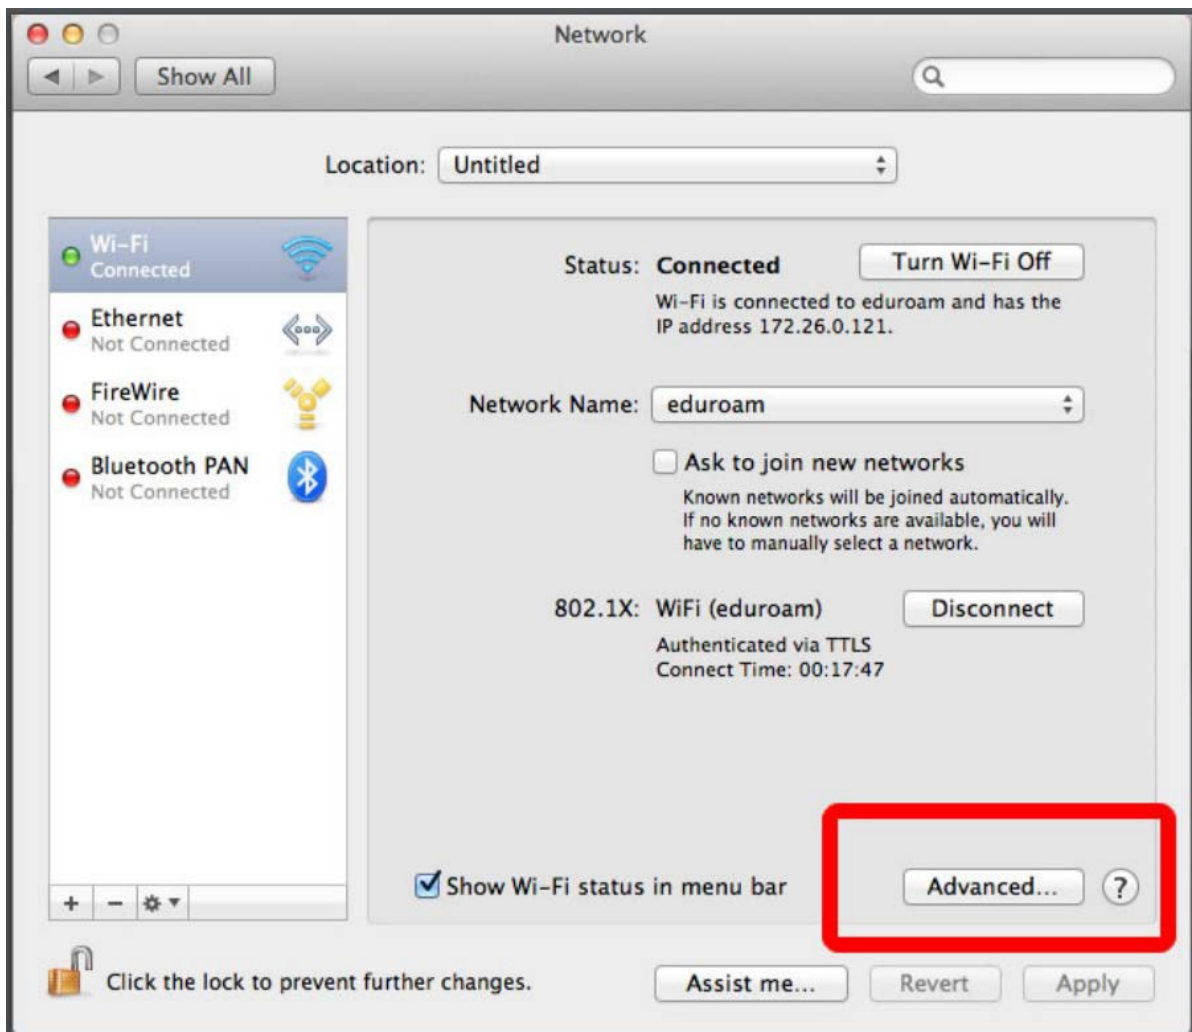 Network
Show All
Location: Untitled
Wi-Fi
Connected
Ethernet
Not Connected
FireWire
Not Connected
Bluetooth PAN
Not Connected
Status: Connected Turn Wi-Fi Off
Wi-Fi is connected to eduroam and has the
IP address 172.26.0.121.
Network Name: eduroam
Ask to join new networks
Known networks will be joined automatically.
If no known networks are available, you will
have to manually select a network.
802.1X: WiFi (eduroam) Disconnect
Authenticated via TTLS
Connect Time: 00:17:47
Show Wi-Fi status in menu bar Advanced... ?
Click the lock to prevent further changes. Assist me... Revert Apply